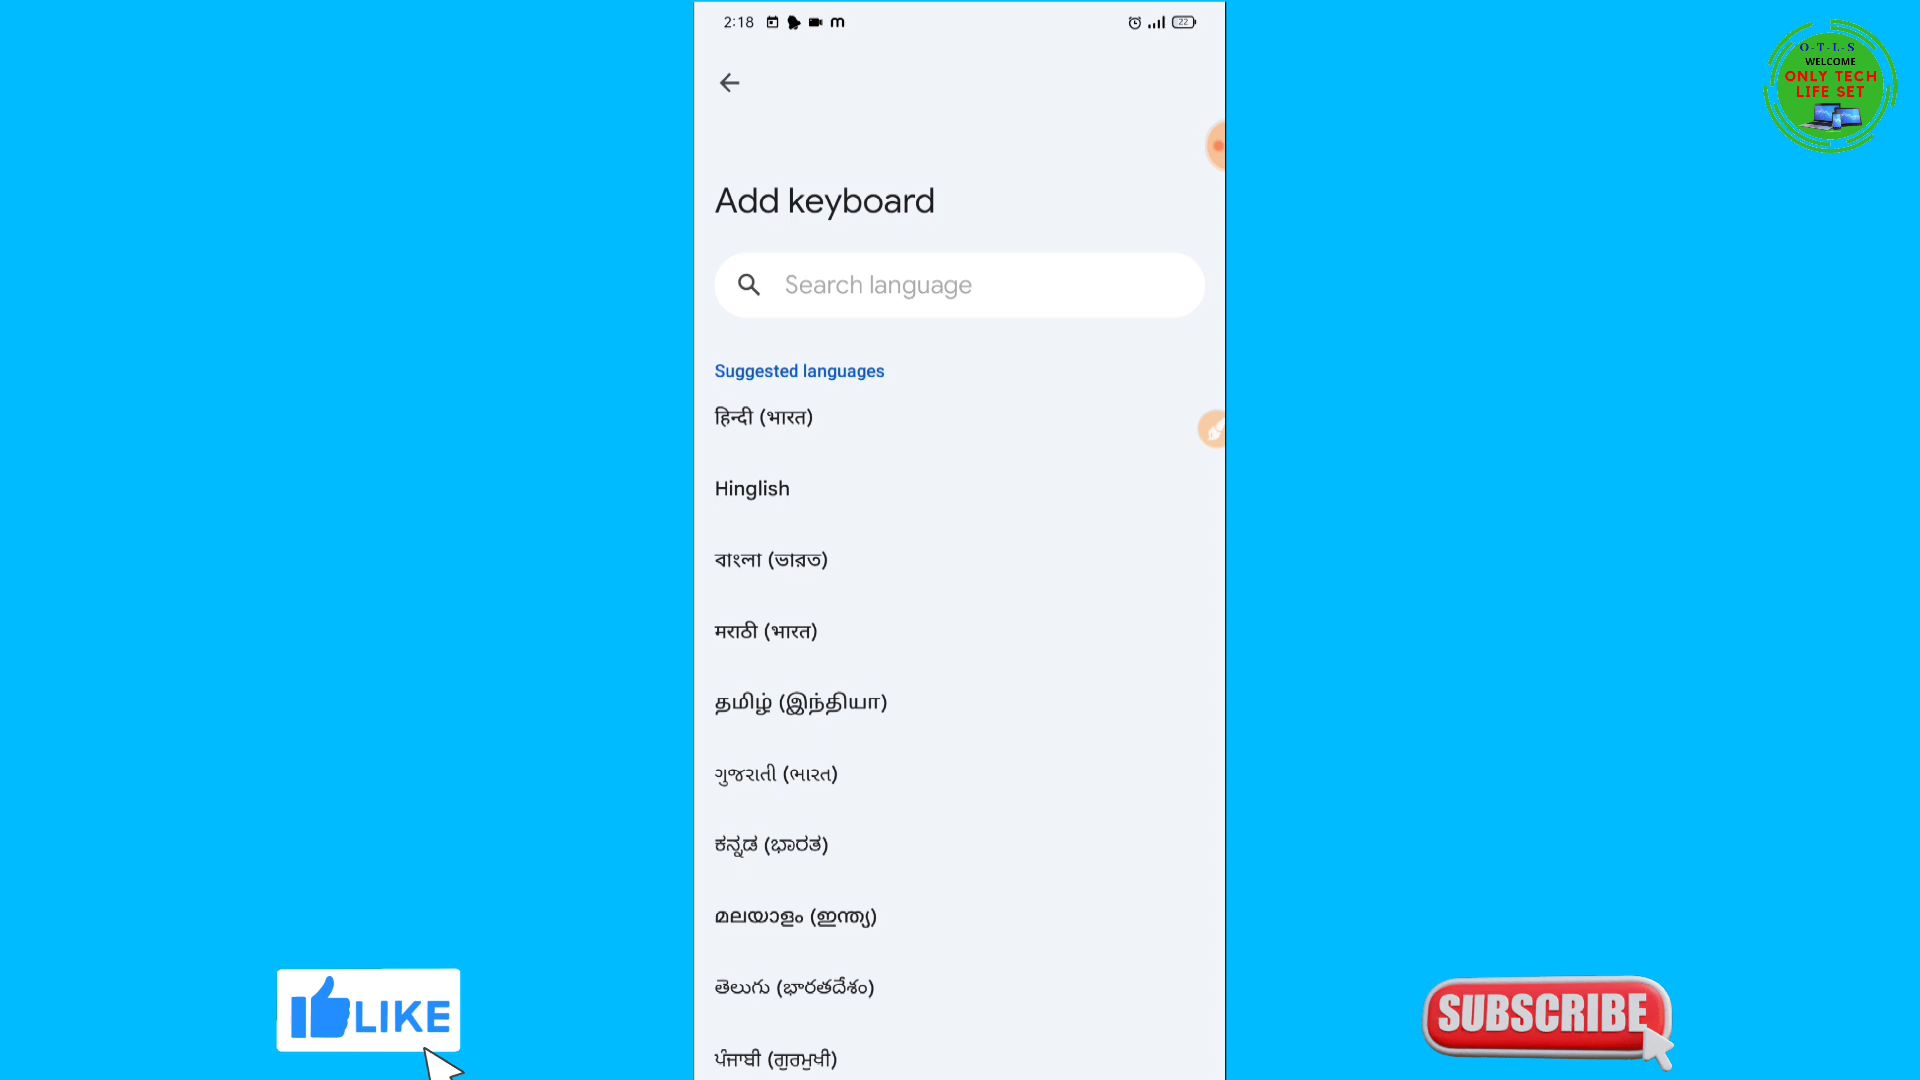 2:18
22
O-T-L-S
WELCOME
ONLY TECH
LIFE SET
Add keyboard
Search language
Suggested languages
हिन्दी (भारत)
Hinglish
বাংলা (ভারত)
मराठी (भारत)
தமிழ் (இந்தியா)
ગુજરાતી (ભારત)
ಕನ್ನಡ (ಭಾರತ)
മലയാളം (ഇന്ത്യ)
తెలుగు (భారతదేశం)
ਪੰਜਾਬੀ (ਗੁਰਮੁਖੀ)
LIKE
SUBSCRIBE